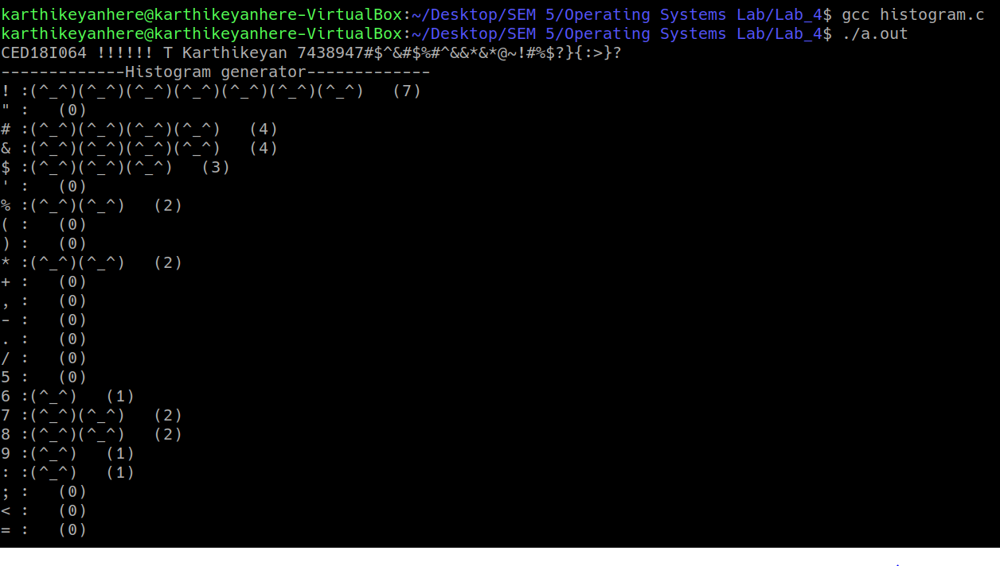 karthikeyanhere@karthikeyanhere-VirtualBox:~/Desktop/SEM 5/Operating Systems Lab/Lab_4$ gcc histogram.c
karthikeyanhere@karthikeyanhere-VirtualBox:~/Desktop/SEM 5/Operating Systems Lab/Lab_4$ ./a.out
CED18I064 !!!!!! T Karthikeyan 7438947#$^&#$%#^&&*&*@~!#%$?}{:>}?
-------------Histogram generator-------------
! :(^_^)(^_^)(^_^)(^_^)(^_^)(^_^)(^_^)   (7)
" :   (0)
# :(^_^)(^_^)(^_^)(^_^)   (4)
& :(^_^)(^_^)(^_^)(^_^)   (4)
$ :(^_^)(^_^)(^_^)   (3)
' :   (0)
% :(^_^)(^_^)   (2)
( :   (0)
) :   (0)
* :(^_^)(^_^)   (2)
+ :   (0)
, :   (0)
- :   (0)
. :   (0)
/ :   (0)
5 :   (0)
6 :(^_^)   (1)
7 :(^_^)(^_^)   (2)
8 :(^_^)(^_^)   (2)
9 :(^_^)   (1)
: :(^_^)   (1)
; :   (0)
< :   (0)
= :   (0)